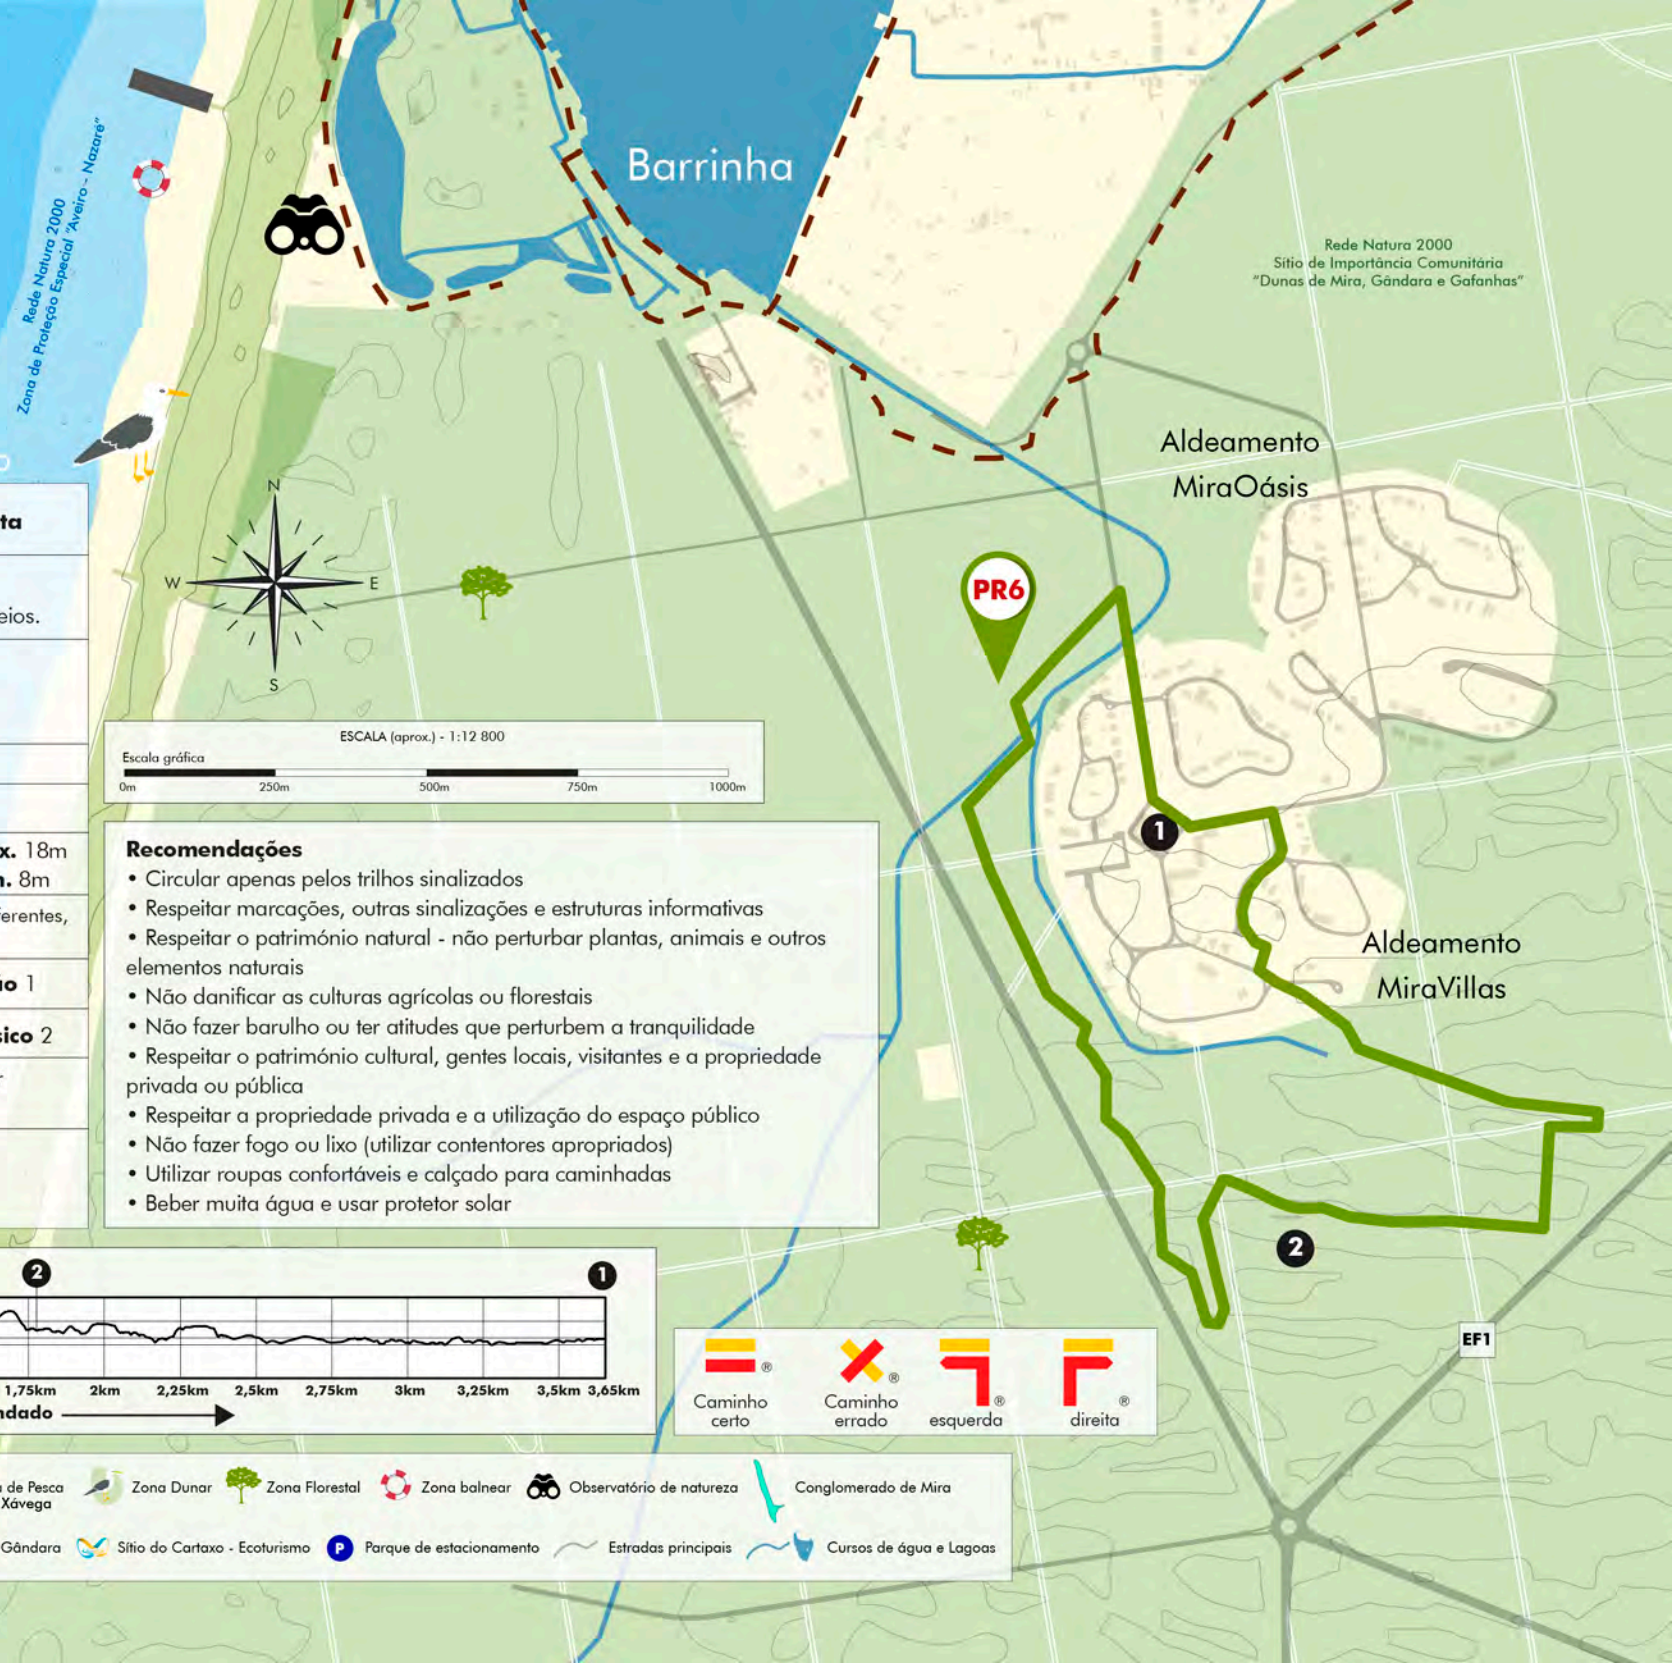 Barrinha
Rede Natura 2000
Zona de Proteção Especial "Aveiro - Nazaré"
Rede Natura 2000
Sítio de Importância Comunitária
"Dunas de Mira, Gândara e Gafanhas"
Aldeamento
MiraOásis
N
W
E
S
PR6
ESCALA (aprox.) - 1:12 800
Escala gráfica
0m 250m 500m 750m 1000m
1
Recomendações
• Circular apenas pelos trilhos sinalizados
• Respeitar marcações, outras sinalizações e estruturas informativas
• Respeitar o património natural - não perturbar plantas, animais e outros
elementos naturais
• Não danificar as culturas agrícolas ou florestais
• Não fazer barulho ou ter atitudes que perturbem a tranquilidade
• Respeitar o património cultural, gentes locais, visitantes e a propriedade
privada ou pública
• Respeitar a propriedade privada e a utilização do espaço público
• Não fazer fogo ou lixo (utilizar contentores apropriados)
• Utilizar roupas confortáveis e calçado para caminhadas
• Beber muita água e usar protetor solar
ta
eios.
x. 18m
n. 8m
erentes,
o 1
sico 2
Aldeamento
MiraVillas
2
EF1
2 1
1,75km 2km 2,25km 2,5km 2,75km 3km 3,25km 3,5km 3,65km
ndado
® ® ® ®
Caminho
certo
Caminho
errado
esquerda
direita
de Pesca
Xávega
Zona Dunar
Zona Florestal
Zona balnear
Observatório de natureza
Conglomerado de Mira
Gândara
Sítio do Cartaxo - Ecoturismo
P
Parque de estacionamento
Estradas principais
Cursos de água e Lagoas